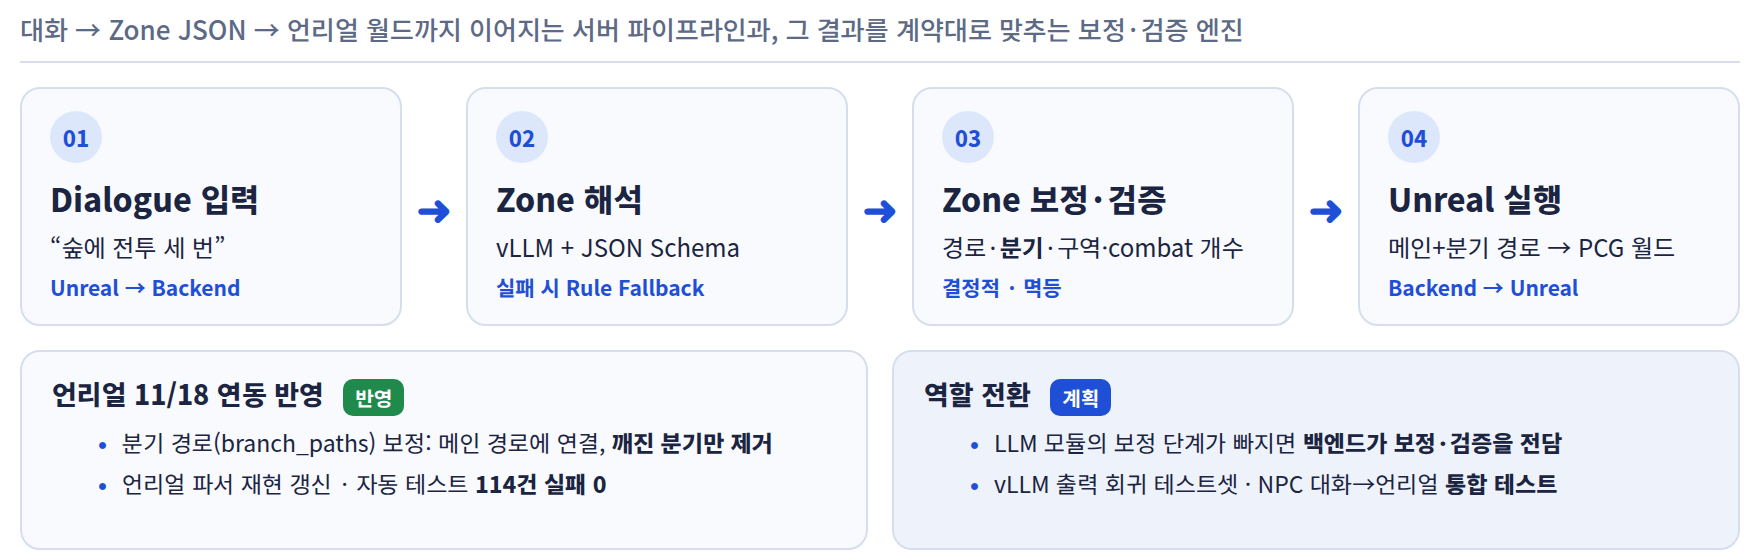 대화 → Zone JSON → 언리얼 월드까지 이어지는 서버 파이프라인과, 그 결과를 계약대로 맞추는 보정·검증 엔진
01
Dialogue 입력
“숲에 전투 세 번”
Unreal → Backend
➜
02
Zone 해석
vLLM + JSON Schema
실패 시 Rule Fallback
➜
03
Zone 보정·검증
경로·분기·구역·combat 개수
결정적 · 멱등
➜
04
Unreal 실행
메인+분기 경로 → PCG 월드
Backend → Unreal
언리얼 11/18 연동 반영 반영
• 분기 경로(branch_paths) 보정: 메인 경로에 연결, 깨진 분기만 제거
• 언리얼 파서 재현 갱신 · 자동 테스트 114건 실패 0
역할 전환 계획
• LLM 모듈의 보정 단계가 빠지면 백엔드가 보정·검증을 전담
• vLLM 출력 회귀 테스트셋 · NPC 대화→언리얼 통합 테스트